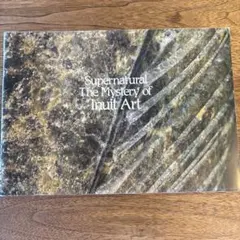 Supernatural
The Mystery of
Inuit Art